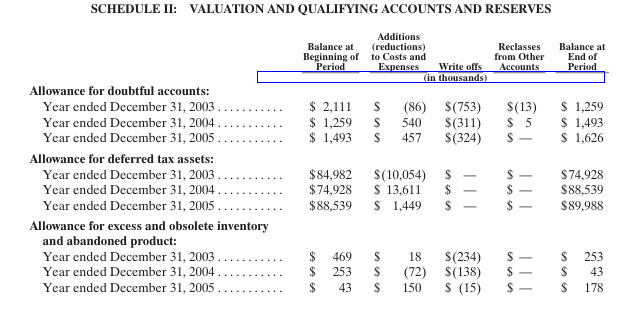 SCHEDULE II: VALUATION AND QUALIFYING ACCOUNTS AND RESERVES
Balance at Beginning of Period Additions (reductions) to Costs and Expenses Write offs Reclasses from Other Accounts Balance at End of Period
(in thousands)
Allowance for doubtful accounts:
Year ended December 31, 2003 . . . . . . . . . . . $ 2,111 $ (86) $(753) $(13) $ 1,259
Year ended December 31, 2004 . . . . . . . . . . . $ 1,259 $ 540 $(311) $ 5 $ 1,493
Year ended December 31, 2005 . . . . . . . . . . . $ 1,493 $ 457 $(324) $ — $ 1,626
Allowance for deferred tax assets:
Year ended December 31, 2003 . . . . . . . . . . . $84,982 $(10,054) $ — $ — $74,928
Year ended December 31, 2004 . . . . . . . . . . . $74,928 $ 13,611 $ — $ — $88,539
Year ended December 31, 2005 . . . . . . . . . . . $88,539 $ 1,449 $ — $ — $89,988
Allowance for excess and obsolete inventory
and abandoned product:
Year ended December 31, 2003 . . . . . . . . . . . $ 469 $ 18 $(234) $ — $ 253
Year ended December 31, 2004 . . . . . . . . . . . $ 253 $ (72) $(138) $ — $ 43
Year ended December 31, 2005 . . . . . . . . . . . $ 43 $ 150 $ (15) $ — $ 178